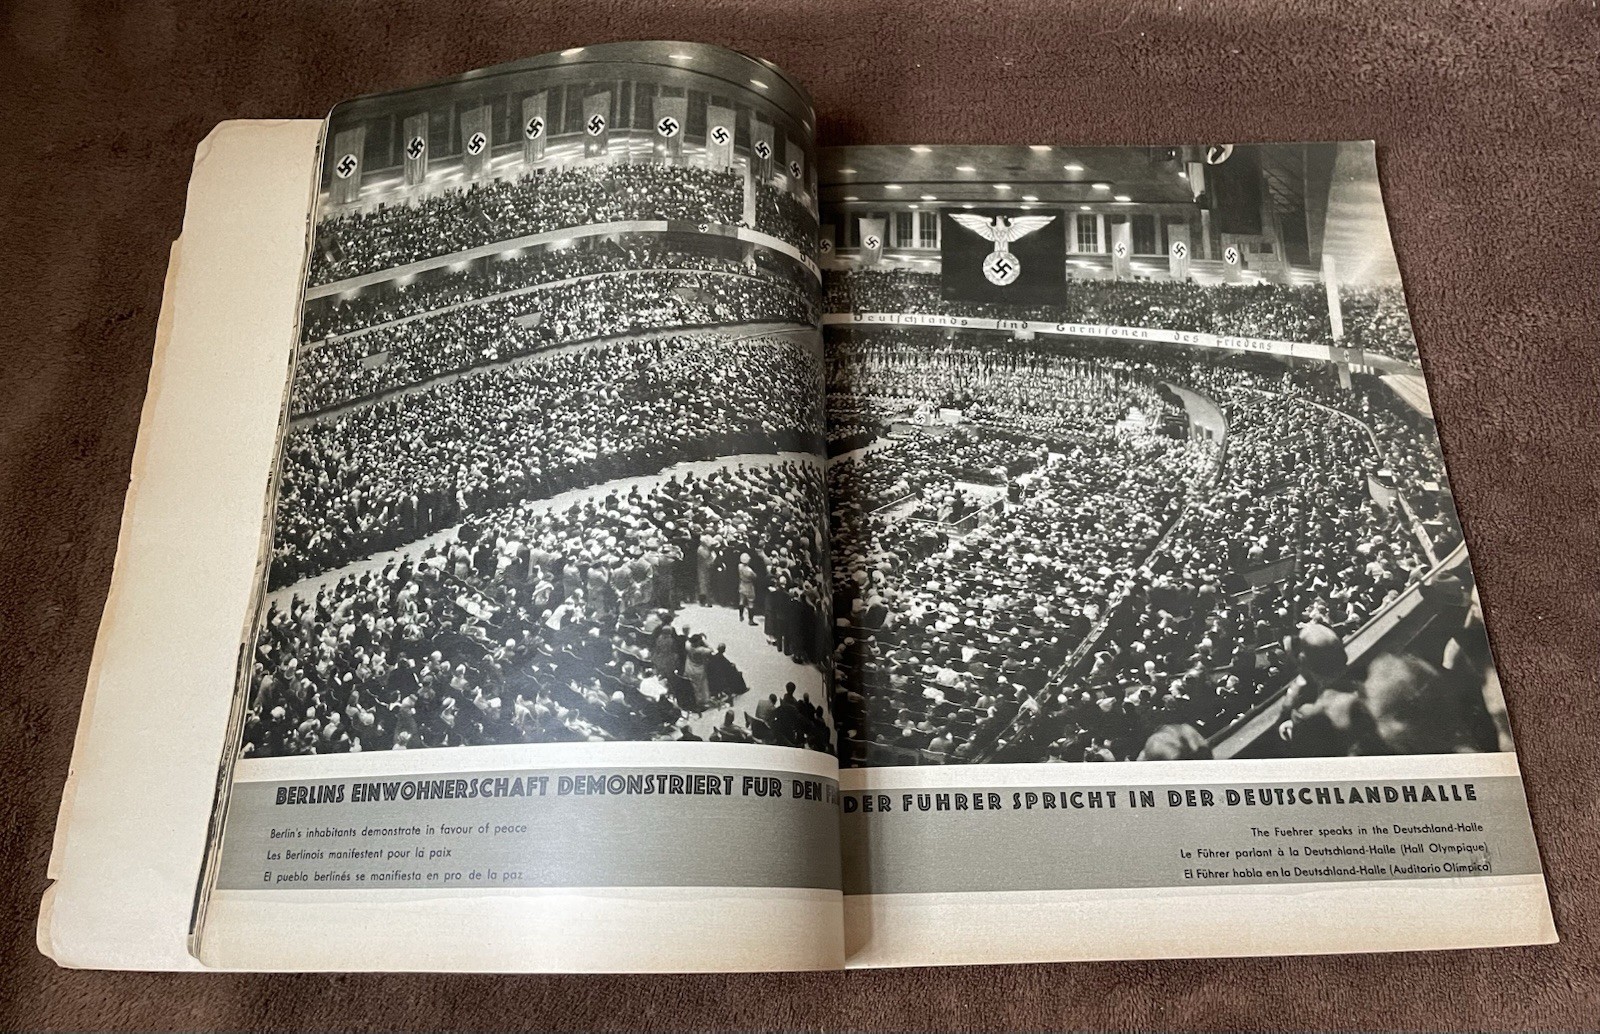 Deutschlands sind Garnisonen des Friedens!
BERLINS EINWOHNERSCHAFT DEMONSTRIERT FÜR DEN
Berlin's inhabitants demonstrate in favour of peace
Les Berlinois manifestent pour la paix
El pueblo berlinés se manifiesta en pro de la paz
DER FÜHRER SPRICHT IN DER DEUTSCHLANDHALLE
The Fuehrer speaks in the Deutschland-Halle
Le Führer parlant à la Deutschland-Halle (Hall Olympique)
El Führer habla en la Deutschland-Halle (Auditorio Olímpico)